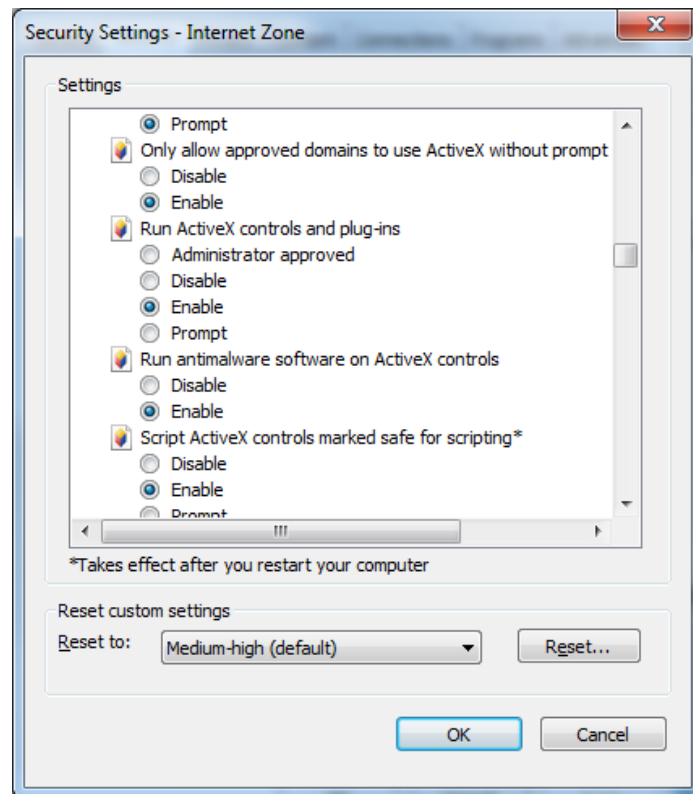 Security Settings - Internet Zone
Settings
Prompt
Only allow approved domains to use ActiveX without prompt
Disable
Enable
Run ActiveX controls and plug-ins
Administrator approved
Disable
Enable
Prompt
Run antimalware software on ActiveX controls
Disable
Enable
Script ActiveX controls marked safe for scripting*
Disable
Enable
Prompt
*Takes effect after you restart your computer
Reset custom settings
Reset to: Medium-high (default) Reset...
OK Cancel